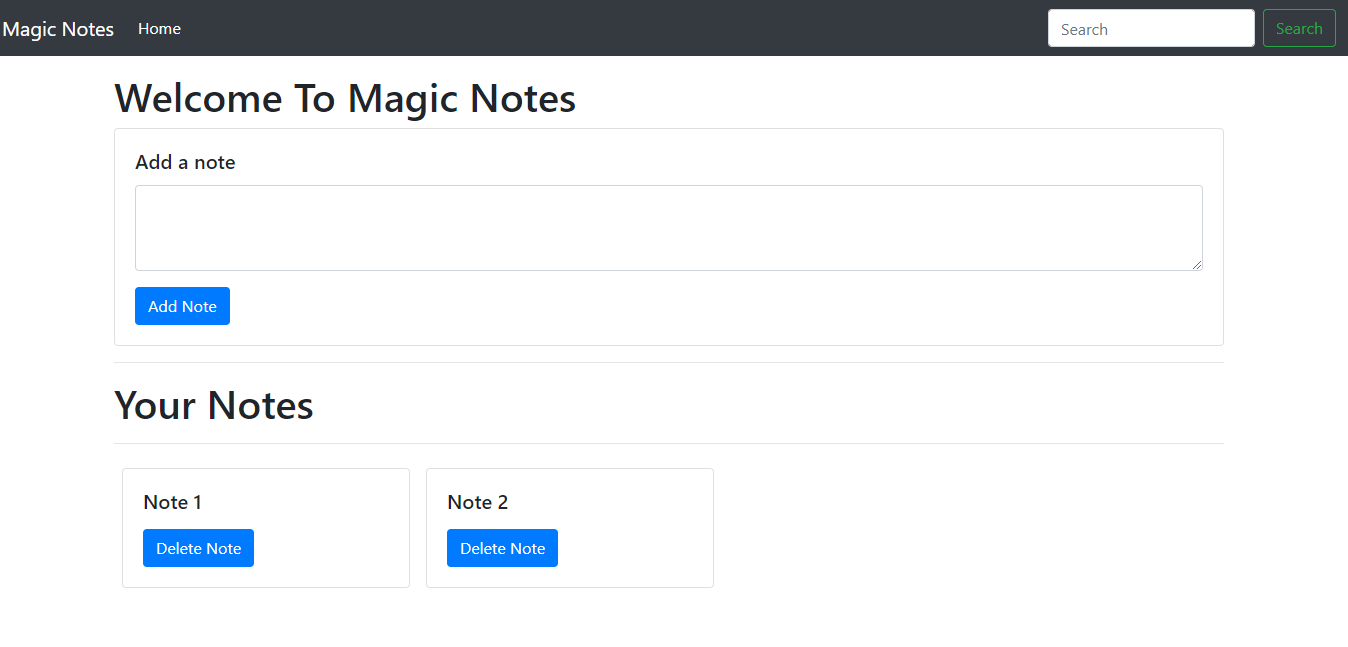 Magic Notes Home Search Search
Welcome To Magic Notes
Add a note
Add Note
Your Notes
Note 1 Note 2
Delete Note Delete Note